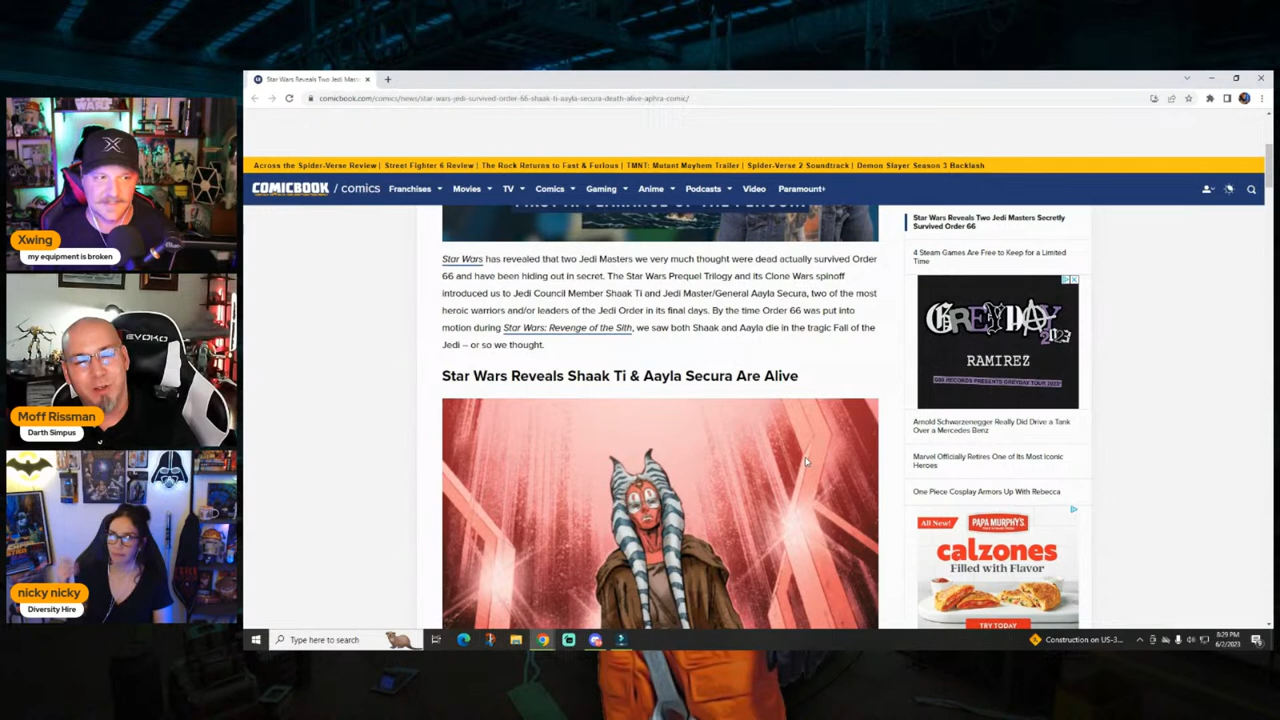 Star Wars Reveals Two Jedi Mas
comicbook.com/comics/news/star-wars-jedi-survived-order-66-shaak-ti-aayla-secura-death-alive-aphra-comic/
Across the Spider-Verse Review | Street Fighter 6 Review | The Rock Returns to Fast & Furious | TMNT: Mutant Mayhem Trailer | Spider-Verse 2 Soundtrack | Demon Slayer Season 3 Backlash
COMICBOOK / comics Franchises Movies TV Comics Gaming Anime Podcasts Video Paramount+
Star Wars has revealed that two Jedi Masters we very much thought were dead actually survived Order
66 and have been hiding out in secret. The Star Wars Prequel Trilogy and its Clone Wars spinoff
introduced us to Jedi Council Member Shaak Ti and Jedi Master/General Aayla Secura, two of the most
heroic warriors and/or leaders of the Jedi Order in its final days. By the time Order 66 was put into
motion during Star Wars: Revenge of the Sith, we saw both Shaak and Aayla die in the tragic Fall of the
Jedi – or so we thought.
Star Wars Reveals Shaak Ti & Aayla Secura Are Alive
Star Wars Reveals Two Jedi Masters Secretly
Survived Order 66
4 Steam Games Are Free to Keep for a Limited
Time
GREYDAY
2023
RAMIREZ
G59 RECORDS PRESENTS GREYDAY TOUR 2023
Arnold Schwarzenegger Really Did Drive a Tank
Over a Mercedes Benz
Marvel Officially Retires One of Its Most Iconic
Heroes
One Piece Cosplay Armors Up With Rebecca
All New! PAPA MURPHY'S
calzones
Filled with Flavor
TRY TODAY
WARS
X
Xwing
my equipment is broken
EVOKO
Moff Rissman
Darth Simpus
nicky nicky
Diversity Hire
Type here to search
Construction on US-3...
8:29 PM
6/2/2023